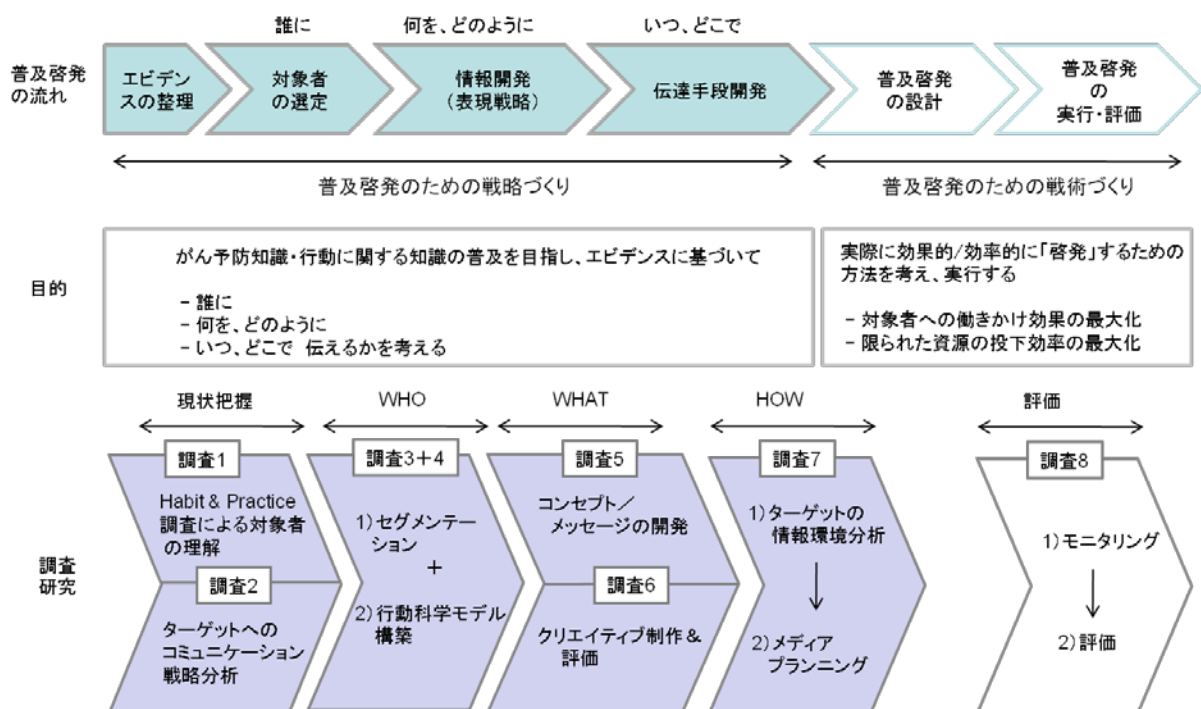 誰に
何を、どのように
いつ、どこで
普及啓発
の流れ
エビデン
スの整理
対象者
の選定
情報開発
(表現戦略)
伝達手段開発
普及啓発
の設計
普及啓発
の
実行・評価
普及啓発のための戦略づくり
普及啓発のための戦術づくり
目的
がん予防知識・行動に関する知識の普及を目指し、エビデンスに基づいて
– 誰に
– 何を、どのように
– いつ、どこで 伝えるかを考える
実際に効果的/効率的に「啓発」するための
方法を考え、実行する
– 対象者への働きかけ効果の最大化
– 限られた資源の投下効率の最大化
現状把握
WHO
WHAT
HOW
評価
調査
研究
調査1
Habit & Practice
調査による対象者
の理解
調査2
ターゲットへの
コミュニケーション
戦略分析
調査3+4
1)セグメンテー
ション
+
2)行動科学モデル
構築
調査5
コンセプト/
メッセージの開発
調査6
クリエイティブ制作&
評価
調査7
1)ターゲットの
情報環境分析
2)メディア
プランニング
調査8
1)モニタリング
2)評価